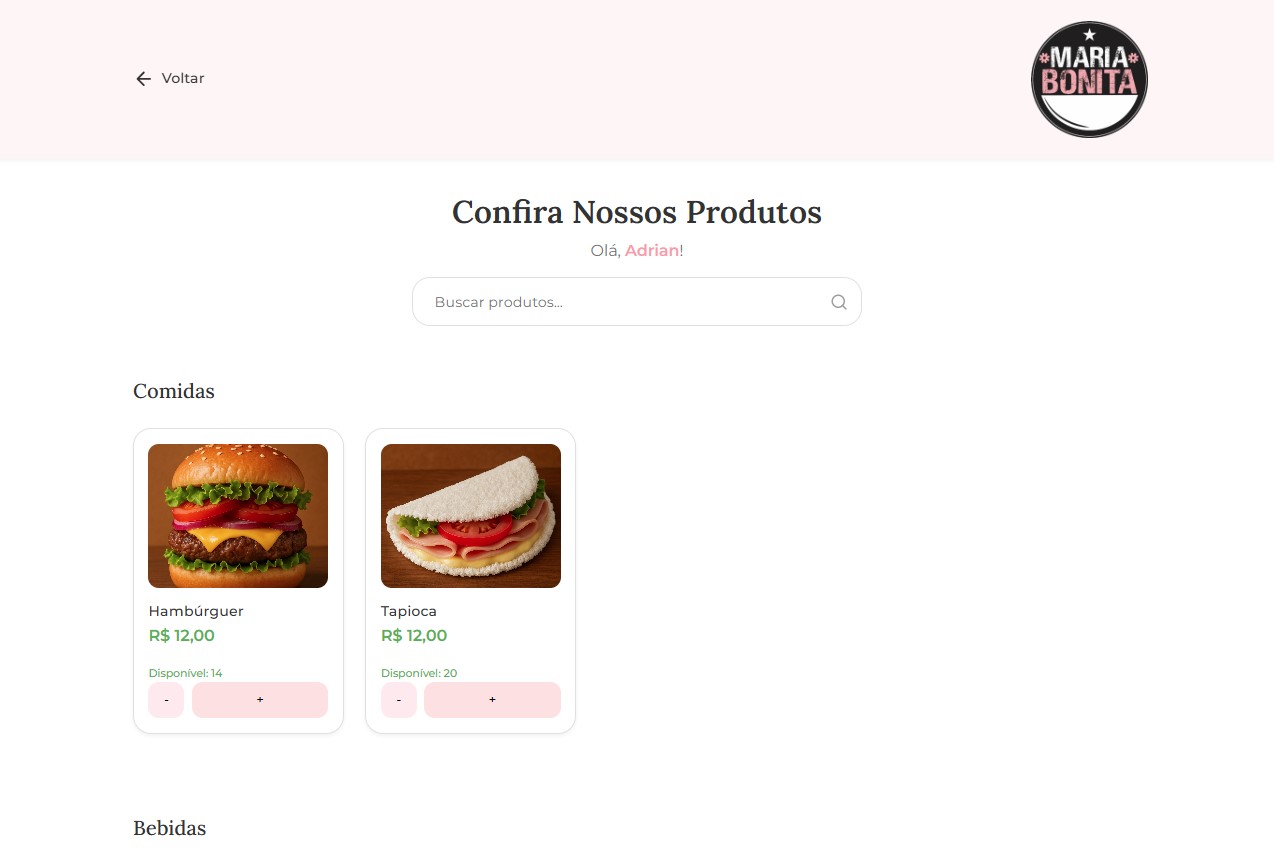 Voltar
MARIA
BONITA
Confira Nossos Produtos
Olá, Adrian!
Buscar produtos...
Comidas
Hambúrguer
R$ 12,00
Disponível: 14
- +
Tapioca
R$ 12,00
Disponível: 20
- +
Bebidas